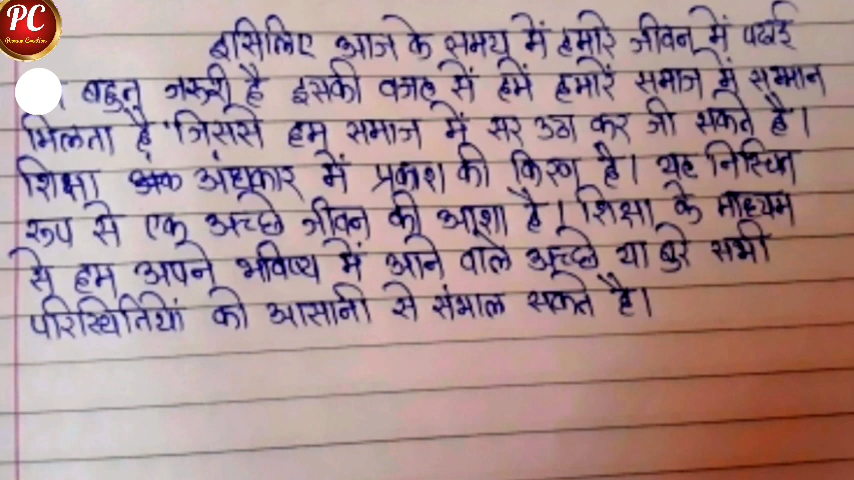 PC
इसिलिए आज के समय में हमारे जीवन में पढाई
बहुत जरूरी है इसकी वजह सें हमें हमारें समाज में सम्मान
मिलता है जिससे हम समाज में सर उठा कर जी सकते है।
शिक्षा अंधकार में प्रकाश की किरण है। यह निश्चित
रूप से एक अच्छे जीवन की आशा है। शिक्षा के माध्यम
से हम अपने भविष्य में आने वाले अच्छे या बुरे सभी
परिस्थितियों को आसानी से संभाल सकते है।